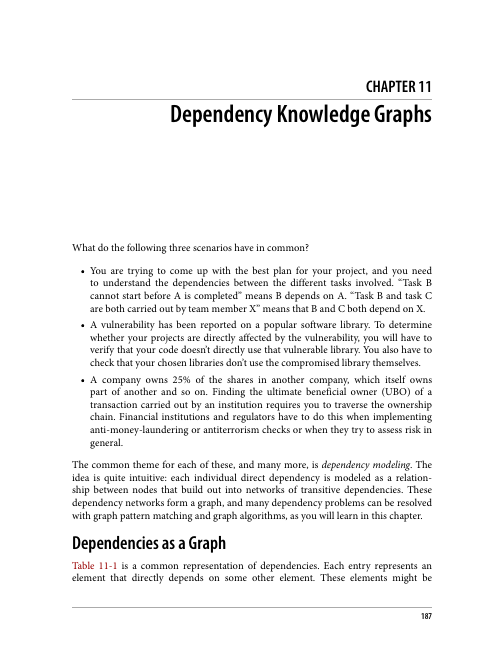 CHAPTER 11
Dependency Knowledge Graphs
What do the following three scenarios have in common?
• You are trying to come up with the best plan for your project, and you need
to understand the dependencies between the different tasks involved. “Task B
cannot start before A is completed” means B depends on A. “Task B and task C
are both carried out by team member X” means that B and C both depend on X.
• A vulnerability has been reported on a popular software library. To determine
whether your projects are directly affected by the vulnerability, you will have to
verify that your code doesn’t directly use that vulnerable library. You also have to
check that your chosen libraries don’t use the compromised library themselves.
• A company owns 25% of the shares in another company, which itself owns
part of another and so on. Finding the ultimate beneficial owner (UBO) of a
transaction carried out by an institution requires you to traverse the ownership
chain. Financial institutions and regulators have to do this when implementing
anti-money-laundering or antiterrorism checks or when they try to assess risk in
general.
The common theme for each of these, and many more, is dependency modeling. The
idea is quite intuitive: each individual direct dependency is modeled as a relation-
ship between nodes that build out into networks of transitive dependencies. These
dependency networks form a graph, and many dependency problems can be resolved
with graph pattern matching and graph algorithms, as you will learn in this chapter.
Dependencies as a Graph
Table 11-1 is a common representation of dependencies. Each entry represents an
element that directly depends on some other element. These elements might be
187